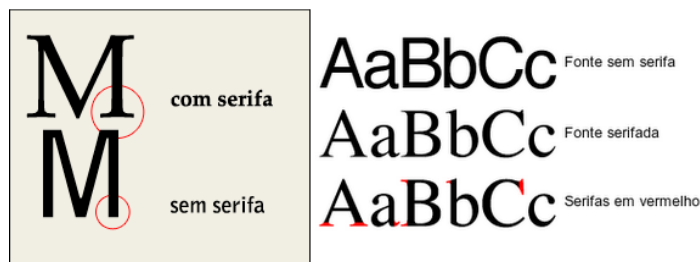 M
com serifa
M
sem serifa
AaBbCc Fonte sem serifa
AaBbCc Fonte serifada
AaBbCc Serifas em vermelho